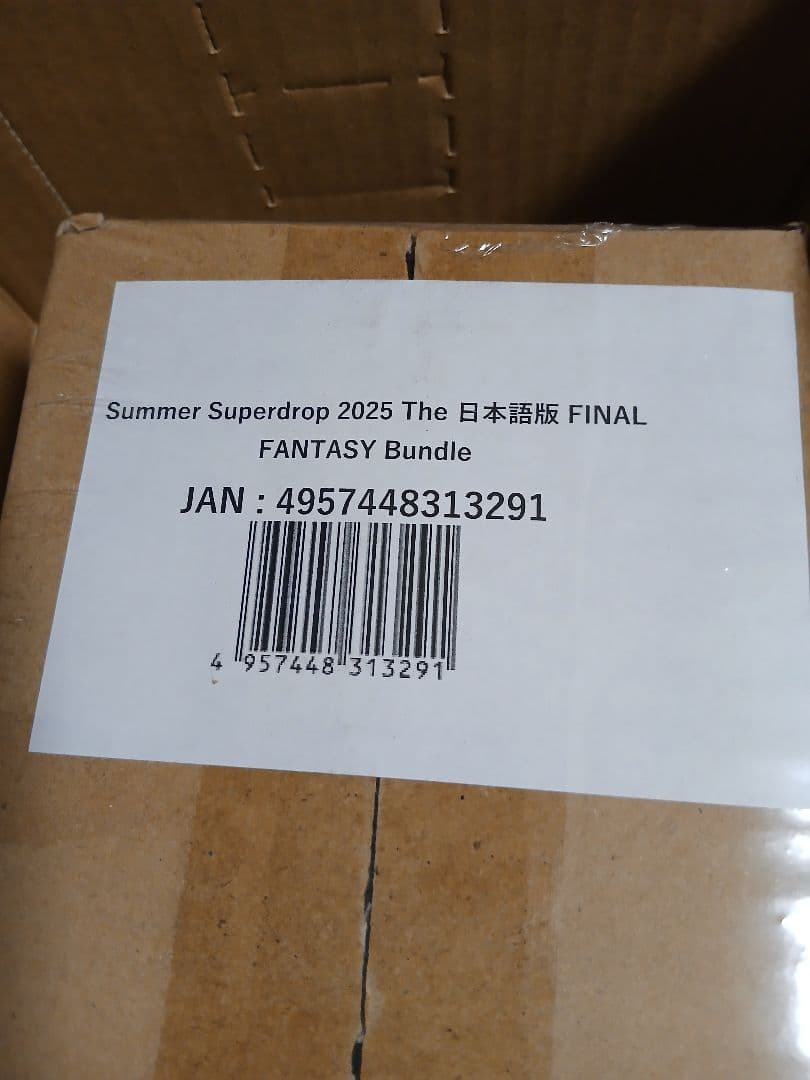 Summer Superdrop 2025 The 日本語版 FINAL
FANTASY Bundle
JAN : 4957448313291
4 957448 313291